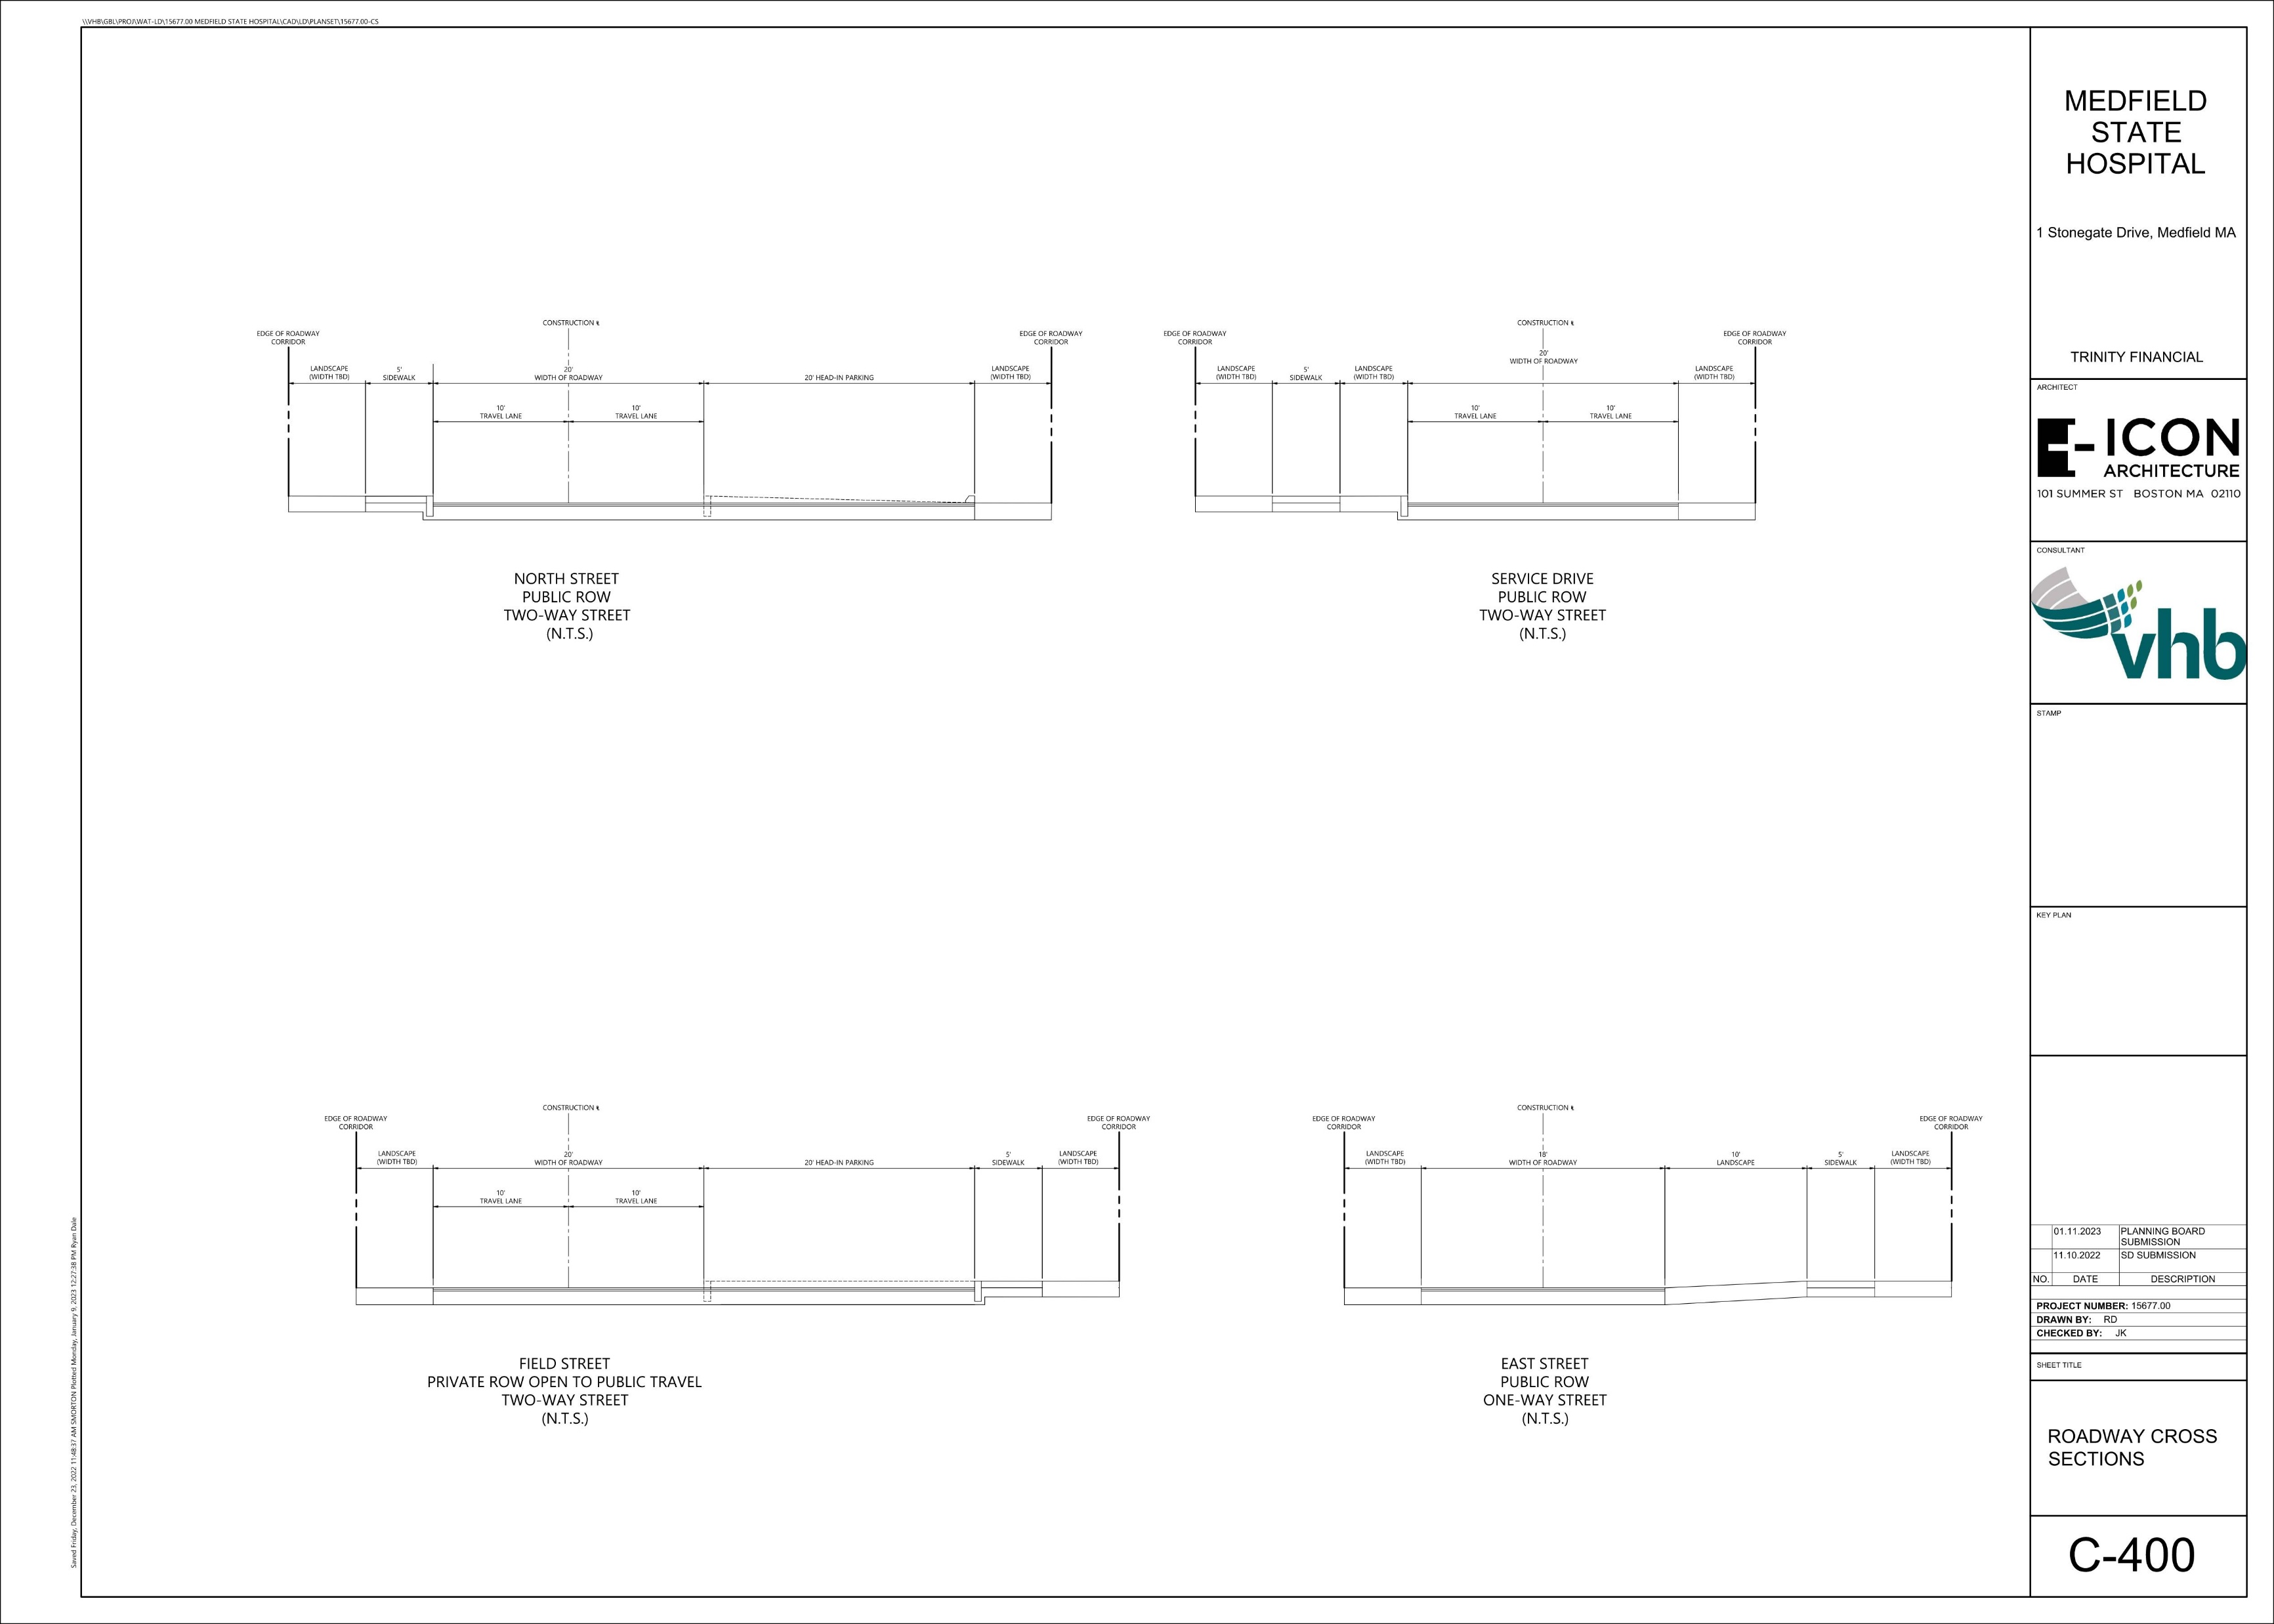 \\VHB\GBL\PROJ\WAT-LD\15677.00 MEDFIELD STATE HOSPITAL\CAD\LD\PLANSET\15677.00-CS
CONSTRUCTION ℄
EDGE OF ROADWAY
CORRIDOR
EDGE OF ROADWAY
CORRIDOR
LANDSCAPE
(WIDTH TBD)
5'
SIDEWALK
20'
WIDTH OF ROADWAY
20' HEAD-IN PARKING
LANDSCAPE
(WIDTH TBD)
10'
TRAVEL LANE
10'
TRAVEL LANE
NORTH STREET
PUBLIC ROW
TWO-WAY STREET
(N.T.S.)
CONSTRUCTION ℄
EDGE OF ROADWAY
CORRIDOR
EDGE OF ROADWAY
CORRIDOR
LANDSCAPE
(WIDTH TBD)
5'
SIDEWALK
LANDSCAPE
(WIDTH TBD)
20'
WIDTH OF ROADWAY
LANDSCAPE
(WIDTH TBD)
10'
TRAVEL LANE
10'
TRAVEL LANE
SERVICE DRIVE
PUBLIC ROW
TWO-WAY STREET
(N.T.S.)
CONSTRUCTION ℄
EDGE OF ROADWAY
CORRIDOR
EDGE OF ROADWAY
CORRIDOR
LANDSCAPE
(WIDTH TBD)
20'
WIDTH OF ROADWAY
20' HEAD-IN PARKING
5'
SIDEWALK
LANDSCAPE
(WIDTH TBD)
10'
TRAVEL LANE
10'
TRAVEL LANE
FIELD STREET
PRIVATE ROW OPEN TO PUBLIC TRAVEL
TWO-WAY STREET
(N.T.S.)
CONSTRUCTION ℄
EDGE OF ROADWAY
CORRIDOR
EDGE OF ROADWAY
CORRIDOR
LANDSCAPE
(WIDTH TBD)
18'
WIDTH OF ROADWAY
10'
LANDSCAPE
5'
SIDEWALK
LANDSCAPE
(WIDTH TBD)
EAST STREET
PUBLIC ROW
ONE-WAY STREET
(N.T.S.)
Saved Friday, December 23, 2022 11:48:37 AM SMORTON Plotted Monday, January 9, 2023 12:27:38 PM Ryan Dale
MEDFIELD
STATE
HOSPITAL
1 Stonegate Drive, Medfield MA
TRINITY FINANCIAL
ARCHITECT
ICON
ARCHITECTURE
101 SUMMER ST BOSTON MA 02110
CONSULTANT
vhb
STAMP
KEY PLAN
01.11.2023 PLANNING BOARD
SUBMISSION
11.10.2022 SD SUBMISSION
NO. DATE DESCRIPTION
PROJECT NUMBER: 15677.00
DRAWN BY: RD
CHECKED BY: JK
SHEET TITLE
ROADWAY CROSS
SECTIONS
C-400